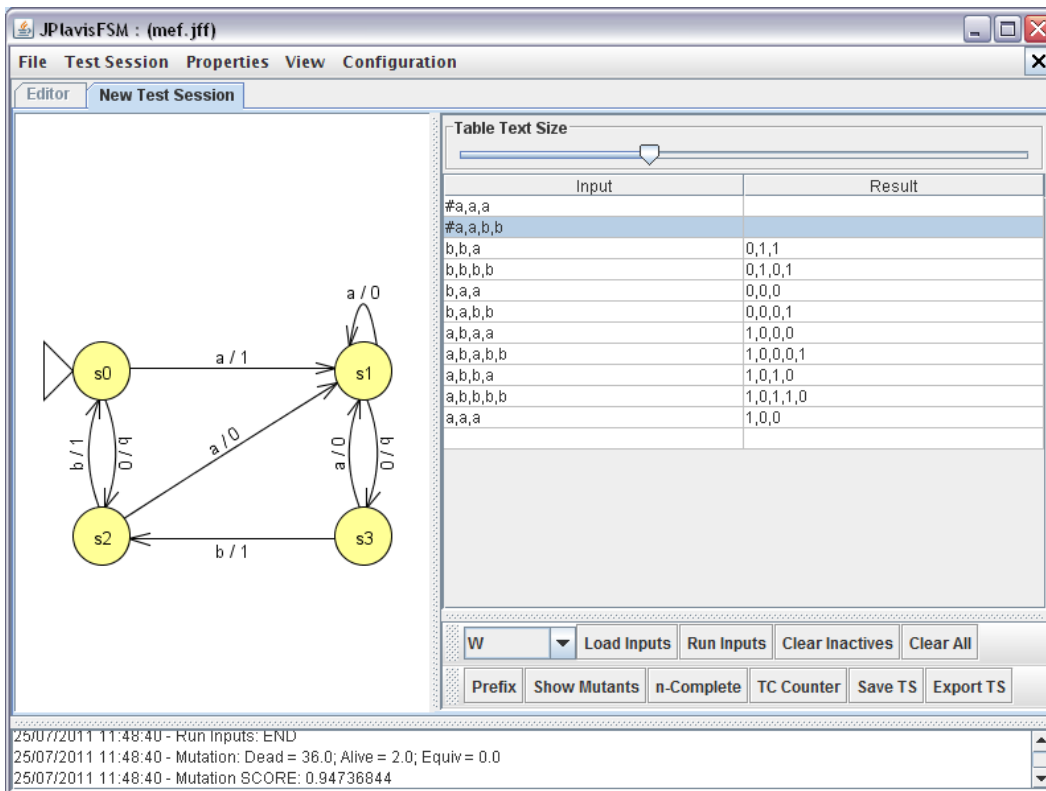 JPlavisFSM : (mef.jff)
File Test Session Properties View Configuration
Editor New Test Session
Table Text Size
Input Result
#a,a,a
#a,a,b,b
b,b,a 0,1,1
b,b,b,b 0,1,0,1
b,a,a 0,0,0
b,a,b,b 0,0,0,1
a,b,a,a 1,0,0,0
a,b,a,b,b 1,0,0,0,1
a,b,b,a 1,0,1,0
a,b,b,b,b 1,0,1,1,0
a,a,a 1,0,0
a / 0
a / 1
s0
s1
a / 0
b / 1
b / 0
a / 0
b / 0
s2
s3
b / 1
W Load Inputs Run Inputs Clear Inactives Clear All
Prefix Show Mutants n-Complete TC Counter Save TS Export TS
25/07/2011 11:48:40 - Run Inputs: END
25/07/2011 11:48:40 - Mutation: Dead = 36.0; Alive = 2.0; Equiv = 0.0
25/07/2011 11:48:40 - Mutation SCORE: 0.94736844